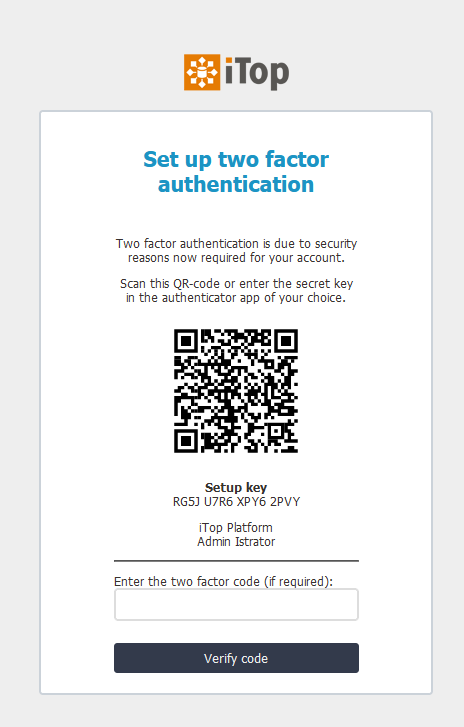 iTop
Set up two factor
authentication
Two factor authentication is due to security
reasons now required for your account.
Scan this QR-code or enter the secret key
in the authenticator app of your choice.
Setup key
RG5J U7R6 XPY6 2PVY
iTop Platform
Admin Istrator
Enter the two factor code (if required):
Verify code